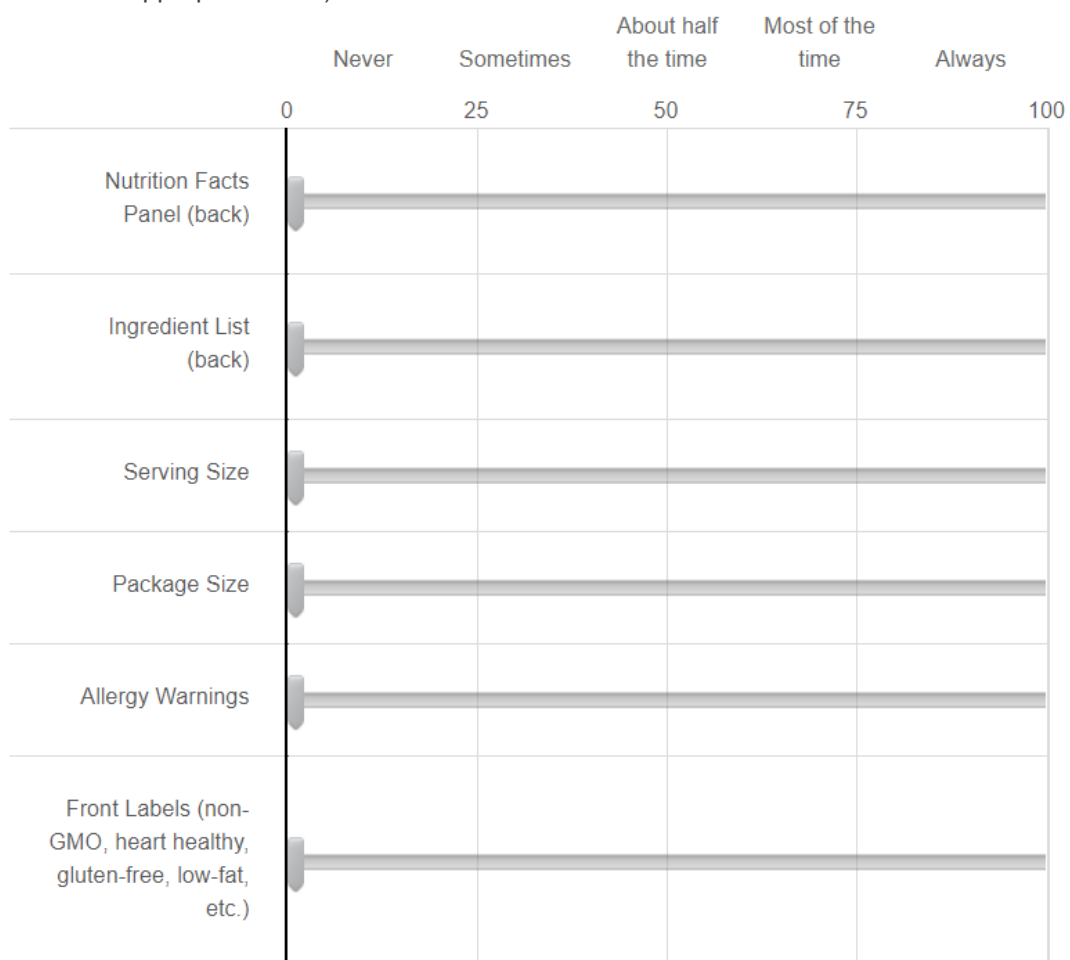 About half Most of the
Never Sometimes the time time Always
0 25 50 75 100
Nutrition Facts
Panel (back)
Ingredient List
(back)
Serving Size
Package Size
Allergy Warnings
Front Labels (non-
GMO, heart healthy,
gluten-free, low-fat,
etc.)